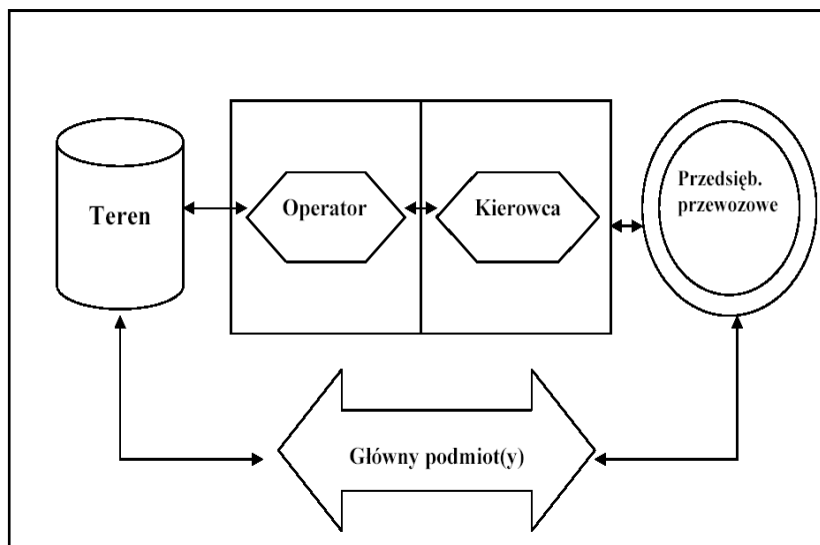 Teren
Operator
Kierowca
Przedsięb.
przewozowe
Główny podmiot(y)